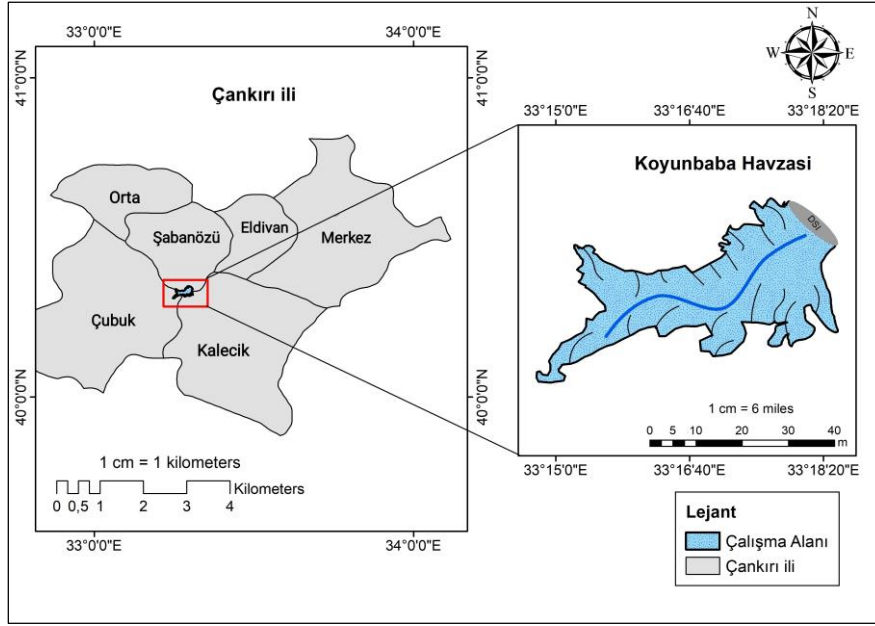 N
W E
S
33°0'0"E 34°0'0"E
41°0'0"N
41°0'0"N
Çankırı ili
Orta
Şabanözü
Eldivan
Merkez
Çubuk
Kalecik
40°0'0"N
40°0'0"N
1 cm = 1 kilometers
Kilometers
0 0,5 1 2 3 4
33°0'0"E 34°0'0"E
33°15'0"E 33°16'40"E 33°18'20"E
Koyunbaba Havzasi
DSİ
1 cm = 6 miles
0 5 10 20 30 40
m
33°15'0"E 33°16'40"E 33°18'20"E
Lejant
Çalışma Alanı
Çankırı ili